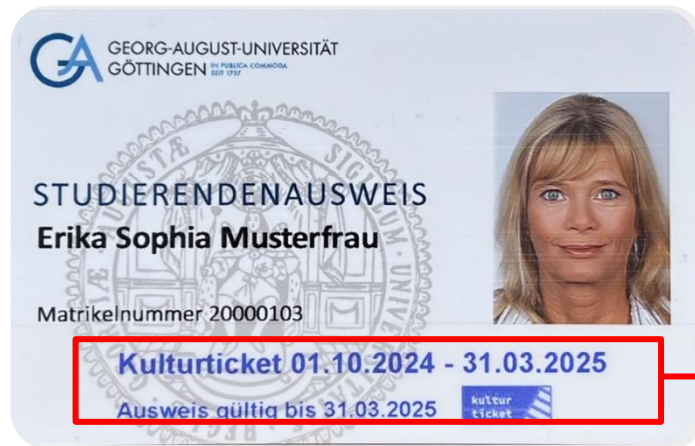 GEORG-AUGUST-UNIVERSITÄT
GÖTTINGEN IN PUBLICA COMMODA
SEIT 1737
STUDIERENDENAUSWEIS
Erika Sophia Musterfrau
Matrikelnummer 20000103
Kulturticket 01.10.2024 - 31.03.2025
Ausweis gültig bis 31.03.2025
kultur
ticket